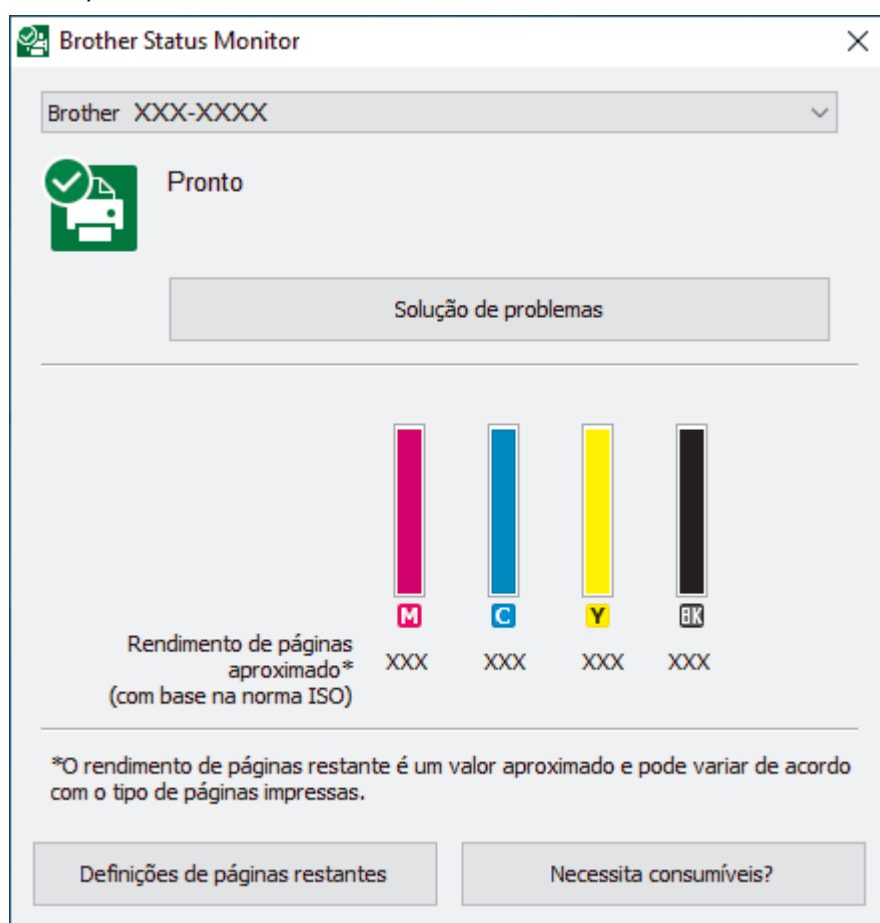 Brother Status Monitor
Brother XXX-XXXX
Pronto
Solução de problemas
M C Y BK
Rendimento de páginas
aproximado*
(com base na norma ISO)
XXX XXX XXX XXX
*O rendimento de páginas restante é um valor aproximado e pode variar de acordo
com o tipo de páginas impressas.
Definições de páginas restantes
Necessita consumíveis?